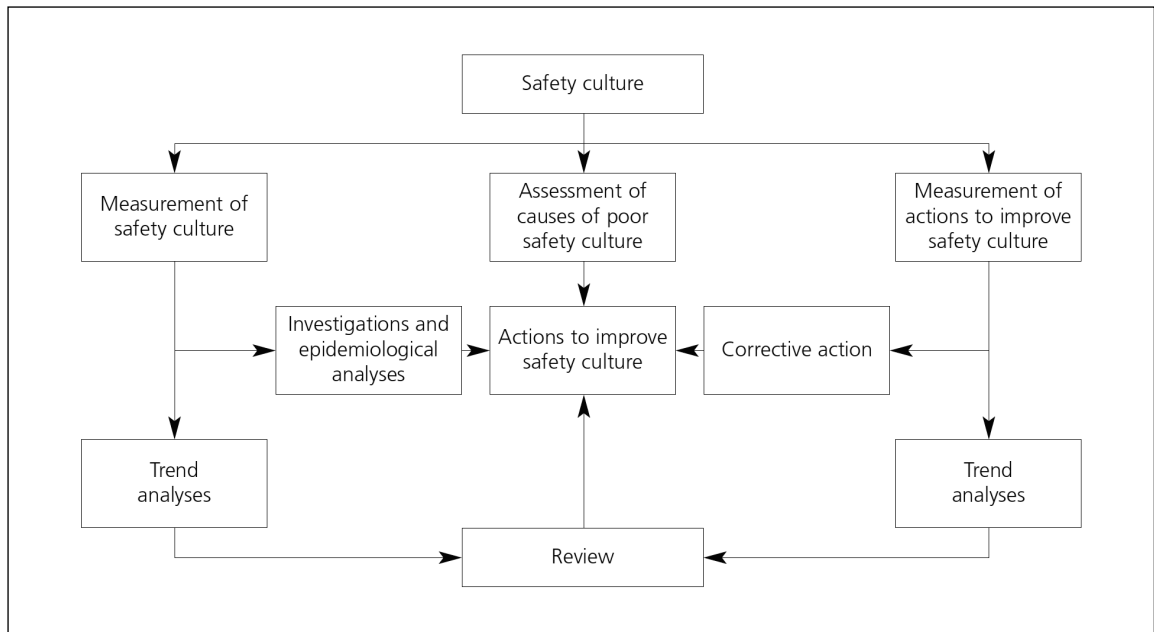 Safety culture
Measurement of
safety culture
Assessment of
causes of poor
safety culture
Measurement of
actions to improve
safety culture
Investigations and
epidemiological
analyses
Actions to improve
safety culture
Corrective action
Trend
analyses
Trend
analyses
Review